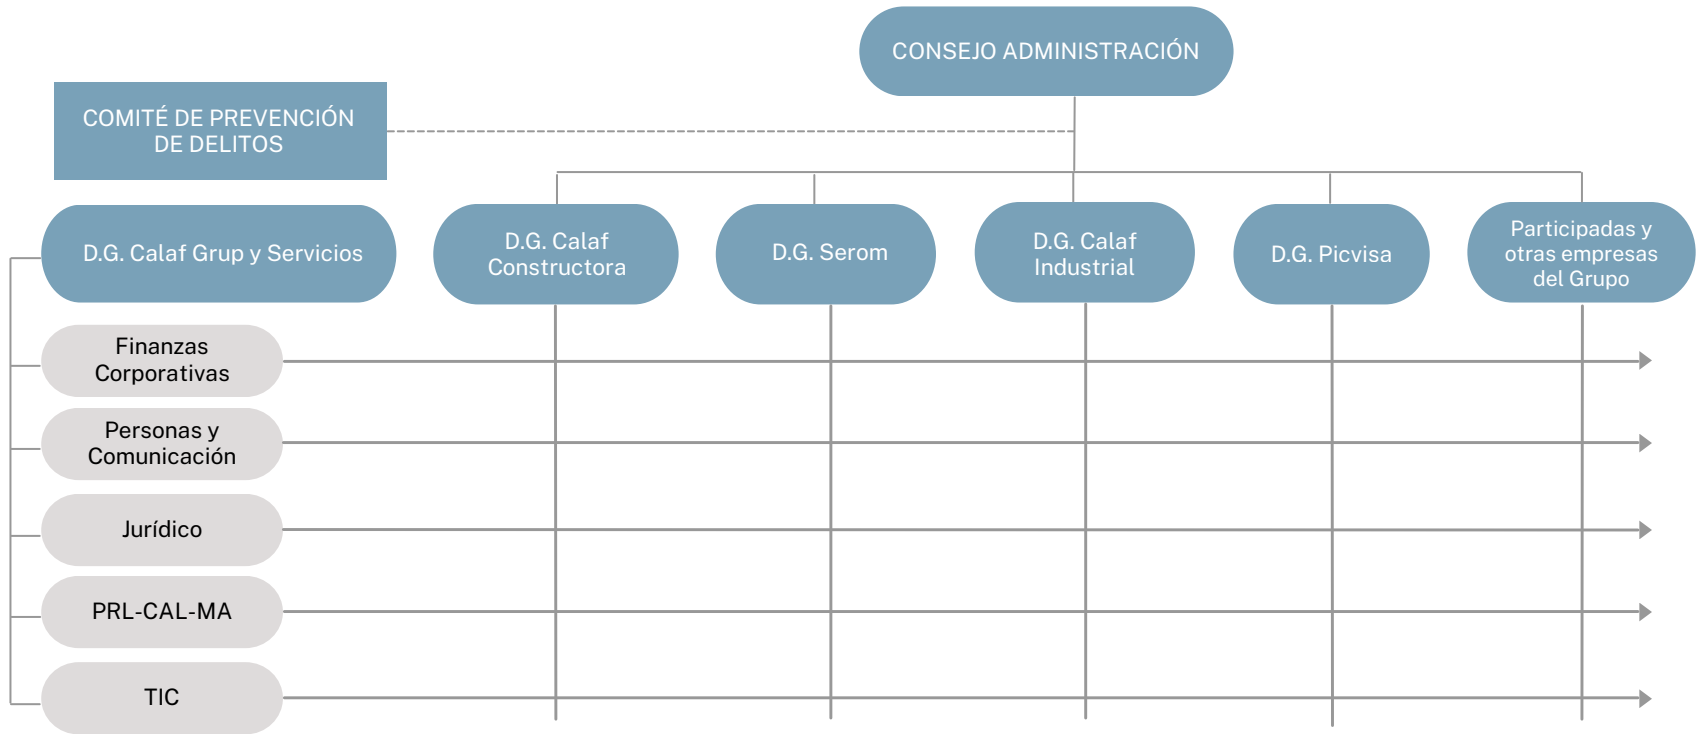 CONSEJO ADMINISTRACIÓN
COMITÉ DE PREVENCIÓN
DE DELITOS
D.G. Calaf Grup y Servicios
D.G. Calaf
Constructora
D.G. Serom
D.G. Calaf
Industrial
D.G. Picvisa
Participadas y
otras empresas
del Grupo
Finanzas
Corporativas
Personas y
Comunicación
Jurídico
PRL-CAL-MA
TIC